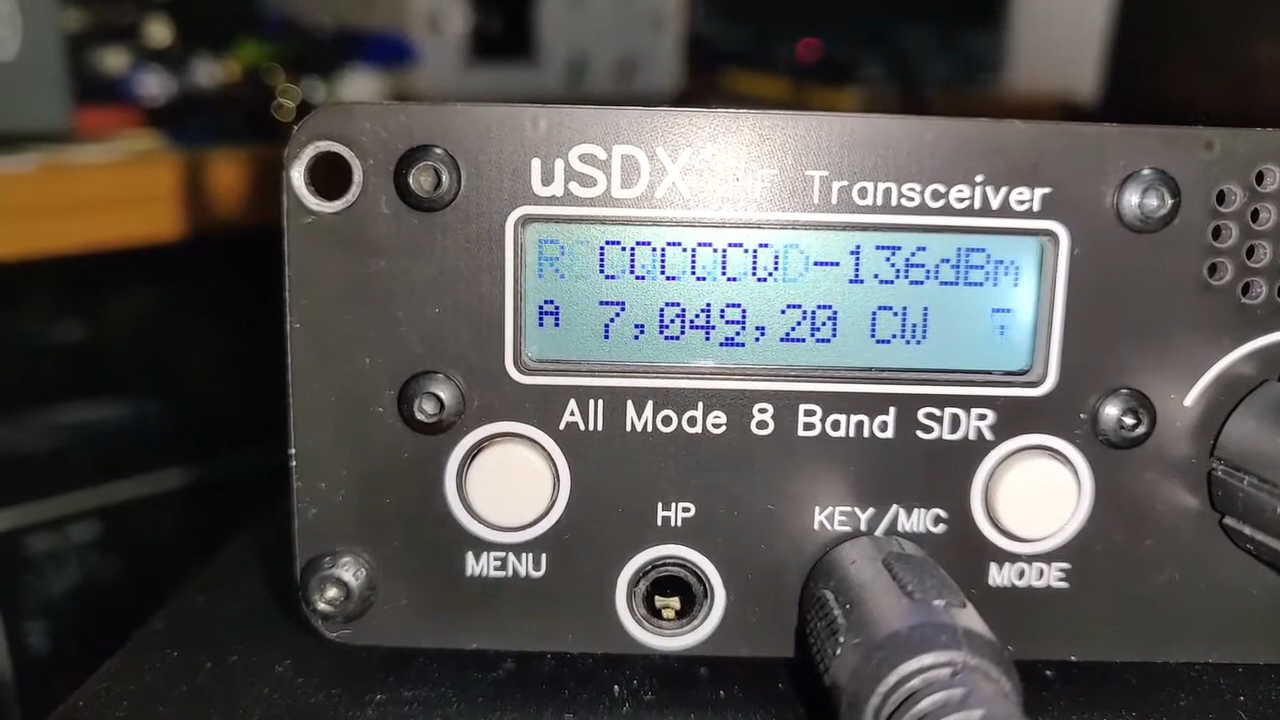 uSDX HF Transceiver
R CQCQCQD-136dBm
A 7,049,20 CW
All Mode 8 Band SDR
HP
KEY/MIC
MENU
MODE